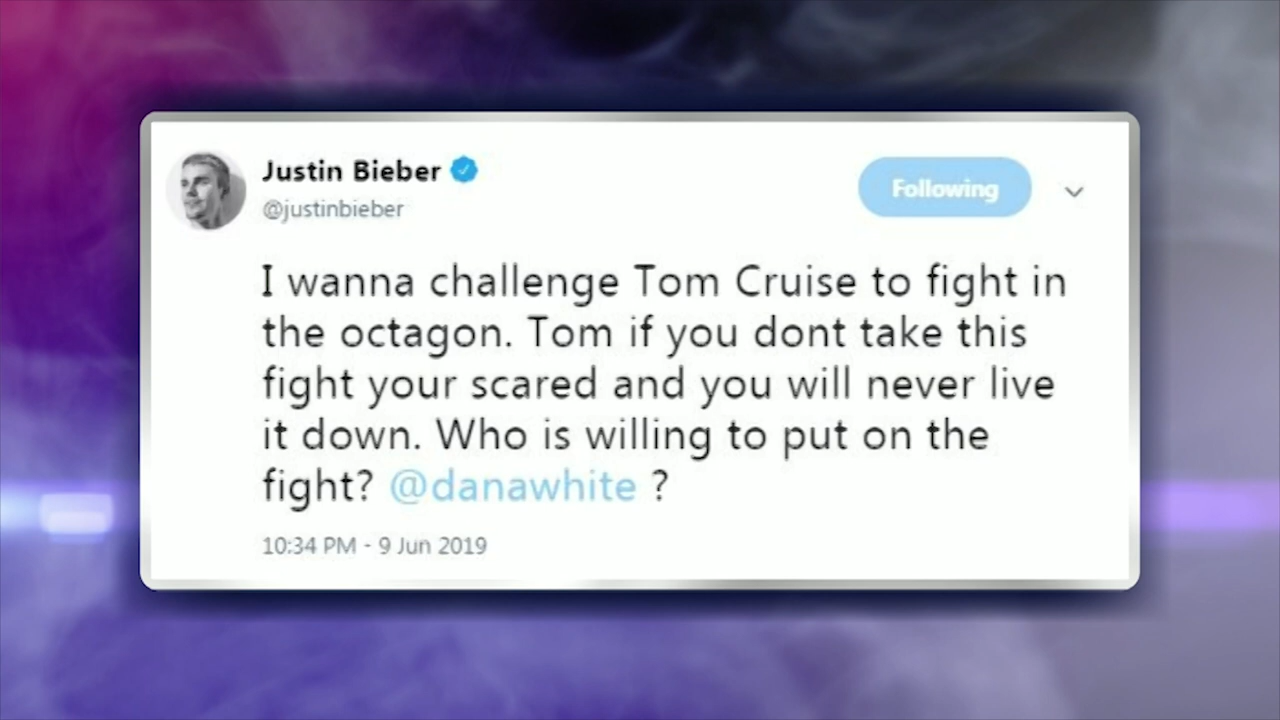 Justin Bieber
Following
@justinbieber
I wanna challenge Tom Cruise to fight in
the octagon. Tom if you dont take this
fight your scared and you will never live
it down. Who is willing to put on the
fight? @danawhite ?
10:34 PM - 9 Jun 2019